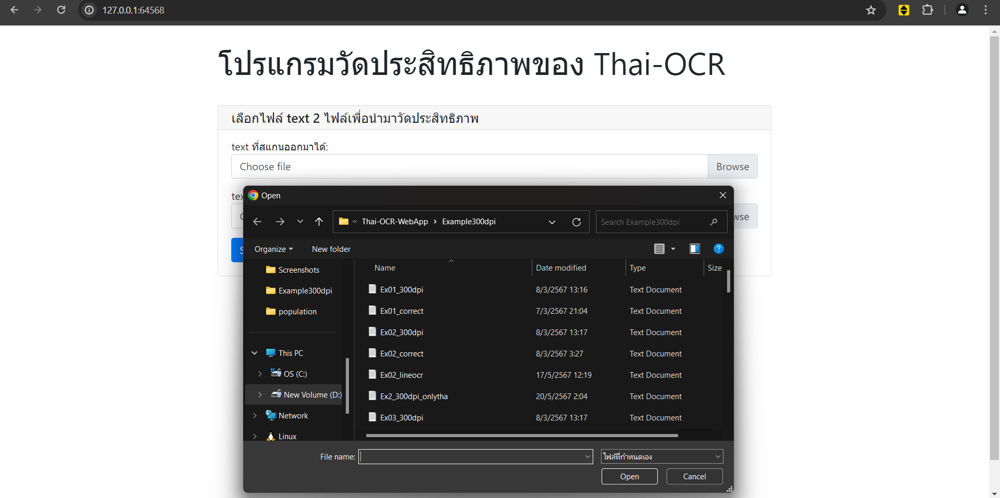 127.0.0.1:64568
โปรแกรมวัดประสิทธิภาพของ Thai-OCR
เลือกไฟล์ text 2 ไฟล์เพื่อนำมาวัดประสิทธิภาพ
text ที่สแกนออกมาได้:
Choose file Browse
Open
Thai-OCR-WebApp › Example300dpi
Search Example300dpi
Organize New folder
Screenshots
Example300dpi
population
This PC
OS (C:)
New Volume (D:)
Network
Linux
Name Date modified Type Size
Ex01_300dpi 8/3/2567 13:16 Text Document
Ex01_correct 7/3/2567 21:04 Text Document
Ex02_300dpi 8/3/2567 13:17 Text Document
Ex02_correct 8/3/2567 3:27 Text Document
Ex02_lineocr 17/5/2567 12:19 Text Document
Ex2_300dpi_onlytha 20/5/2567 2:04 Text Document
Ex03_300dpi 8/3/2567 13:17 Text Document
File name: ไฟล์ที่กำหนดเอง
Open Cancel